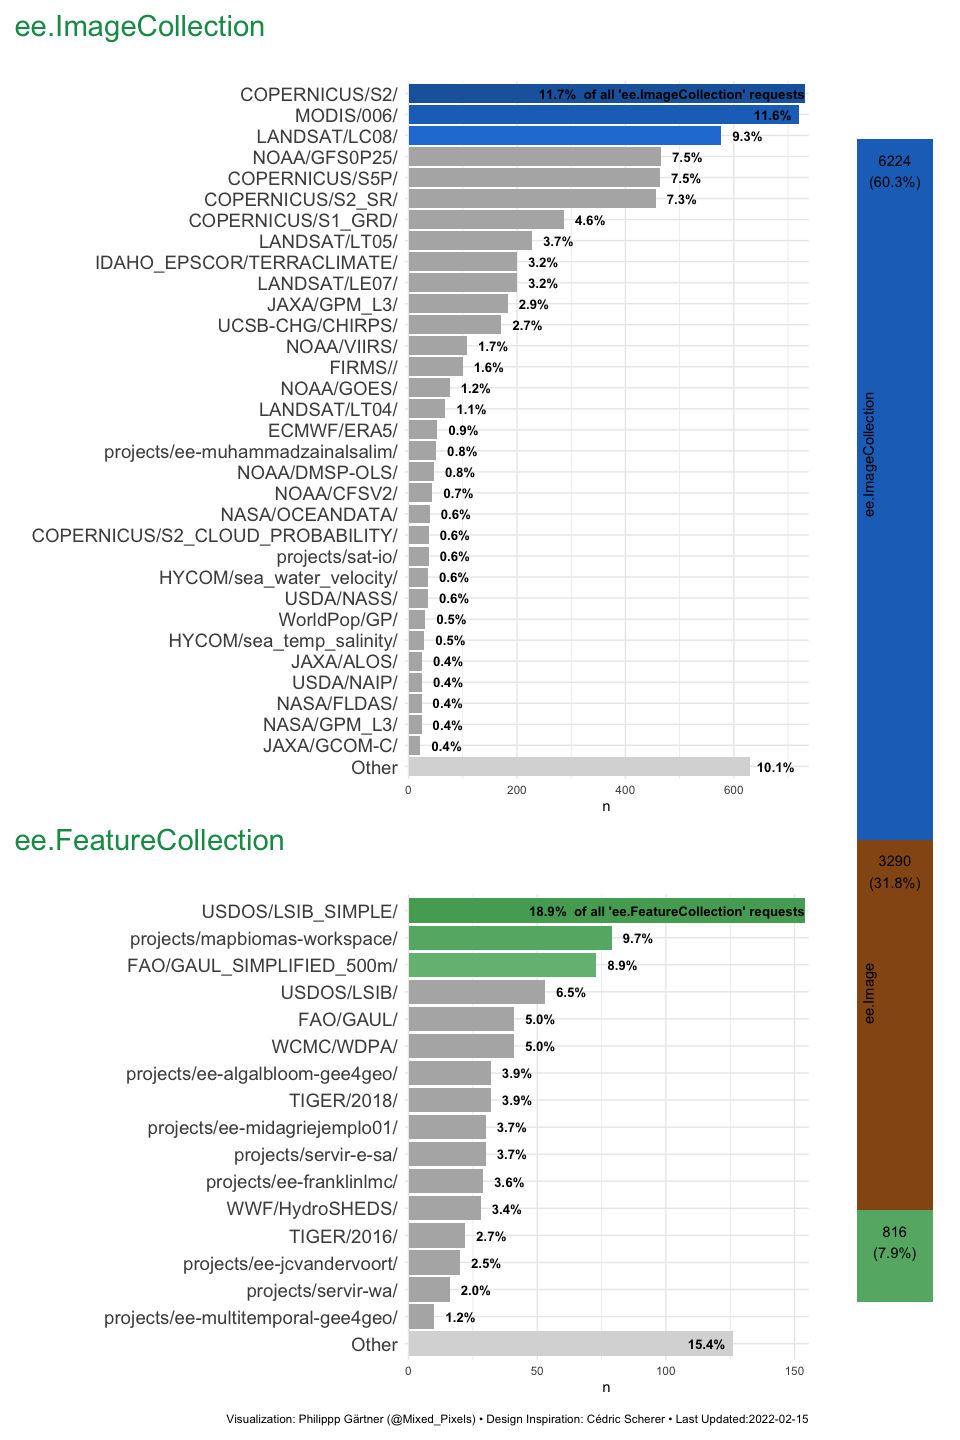 ee.ImageCollection
COPERNICUS/S2/ 11.7% of all 'ee.ImageCollection' requests
MODIS/006/ 11.6%
LANDSAT/LC08/ 9.3%
NOAA/GFS0P25/ 7.5%
COPERNICUS/S5P/ 7.5%
COPERNICUS/S2_SR/ 7.3%
COPERNICUS/S1_GRD/ 4.6%
LANDSAT/LT05/ 3.7%
IDAHO_EPSCOR/TERRACLIMATE/ 3.2%
LANDSAT/LE07/ 3.2%
JAXA/GPM_L3/ 2.9%
UCSB-CHG/CHIRPS/ 2.7%
NOAA/VIIRS/ 1.7%
FIRMS// 1.6%
NOAA/GOES/ 1.2%
LANDSAT/LT04/ 1.1%
ECMWF/ERA5/ 0.9%
projects/ee-muhammadzainalsalim/ 0.8%
NOAA/DMSP-OLS/ 0.8%
NOAA/CFSV2/ 0.7%
NASA/OCEANDATA/ 0.6%
COPERNICUS/S2_CLOUD_PROBABILITY/ 0.6%
projects/sat-io/ 0.6%
HYCOM/sea_water_velocity/ 0.6%
USDA/NASS/ 0.6%
WorldPop/GP/ 0.5%
HYCOM/sea_temp_salinity/ 0.5%
JAXA/ALOS/ 0.4%
USDA/NAIP/ 0.4%
NASA/FLDAS/ 0.4%
NASA/GPM_L3/ 0.4%
JAXA/GCOM-C/ 0.4%
Other 10.1%
0 200 400 600
n
ee.FeatureCollection
USDOS/LSIB_SIMPLE/ 18.9% of all 'ee.FeatureCollection' requests
projects/mapbiomas-workspace/ 9.7%
FAO/GAUL_SIMPLIFIED_500m/ 8.9%
USDOS/LSIB/ 6.5%
FAO/GAUL/ 5.0%
WCMC/WDPA/ 5.0%
projects/ee-algalbloom-gee4geo/ 3.9%
TIGER/2018/ 3.9%
projects/ee-midagriejemplo01/ 3.7%
projects/servir-e-sa/ 3.7%
projects/ee-franklinlmc/ 3.6%
WWF/HydroSHEDS/ 3.4%
TIGER/2016/ 2.7%
projects/ee-jcvandervoort/ 2.5%
projects/servir-wa/ 2.0%
projects/ee-multitemporal-gee4geo/ 1.2%
Other 15.4%
0 50 100 150
n
6224
(60.3%)
ee.ImageCollection
3290
(31.8%)
ee.Image
816
(7.9%)
Visualization: Philippp Gärtner (@Mixed_Pixels) • Design Inspiration: Cédric Scherer • Last Updated:2022-02-15